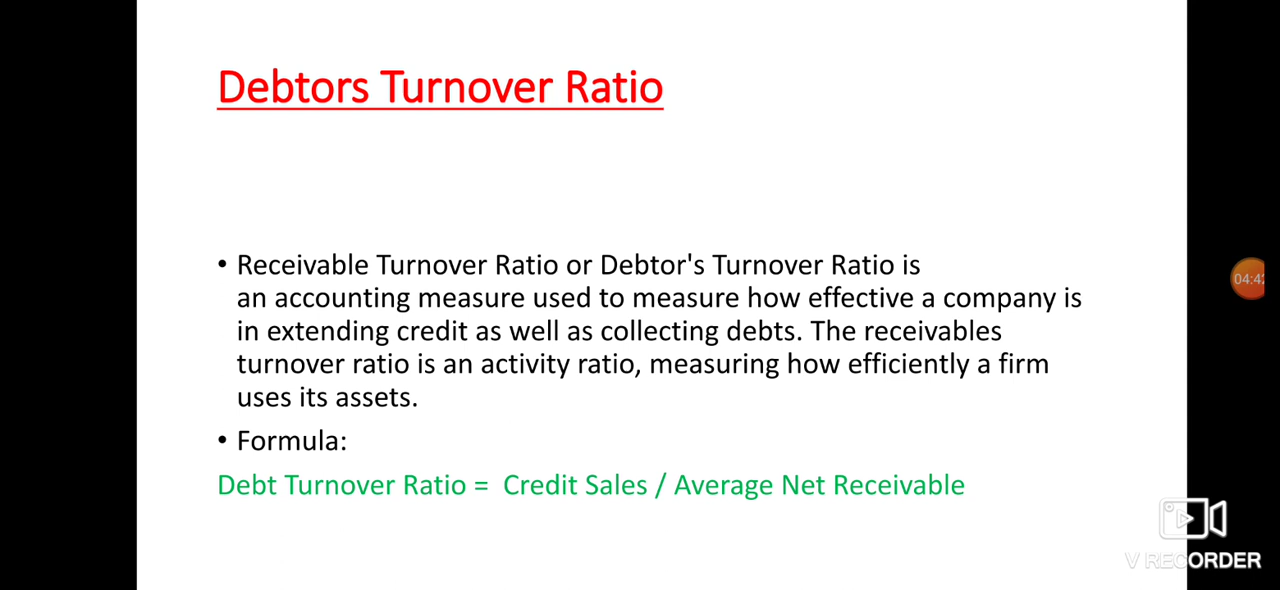 Debtors Turnover Ratio
• Receivable Turnover Ratio or Debtor's Turnover Ratio is
an accounting measure used to measure how effective a company is
in extending credit as well as collecting debts. The receivables
turnover ratio is an activity ratio, measuring how efficiently a firm
uses its assets.
• Formula:
Debt Turnover Ratio = Credit Sales / Average Net Receivable
04:42
V RECORDER